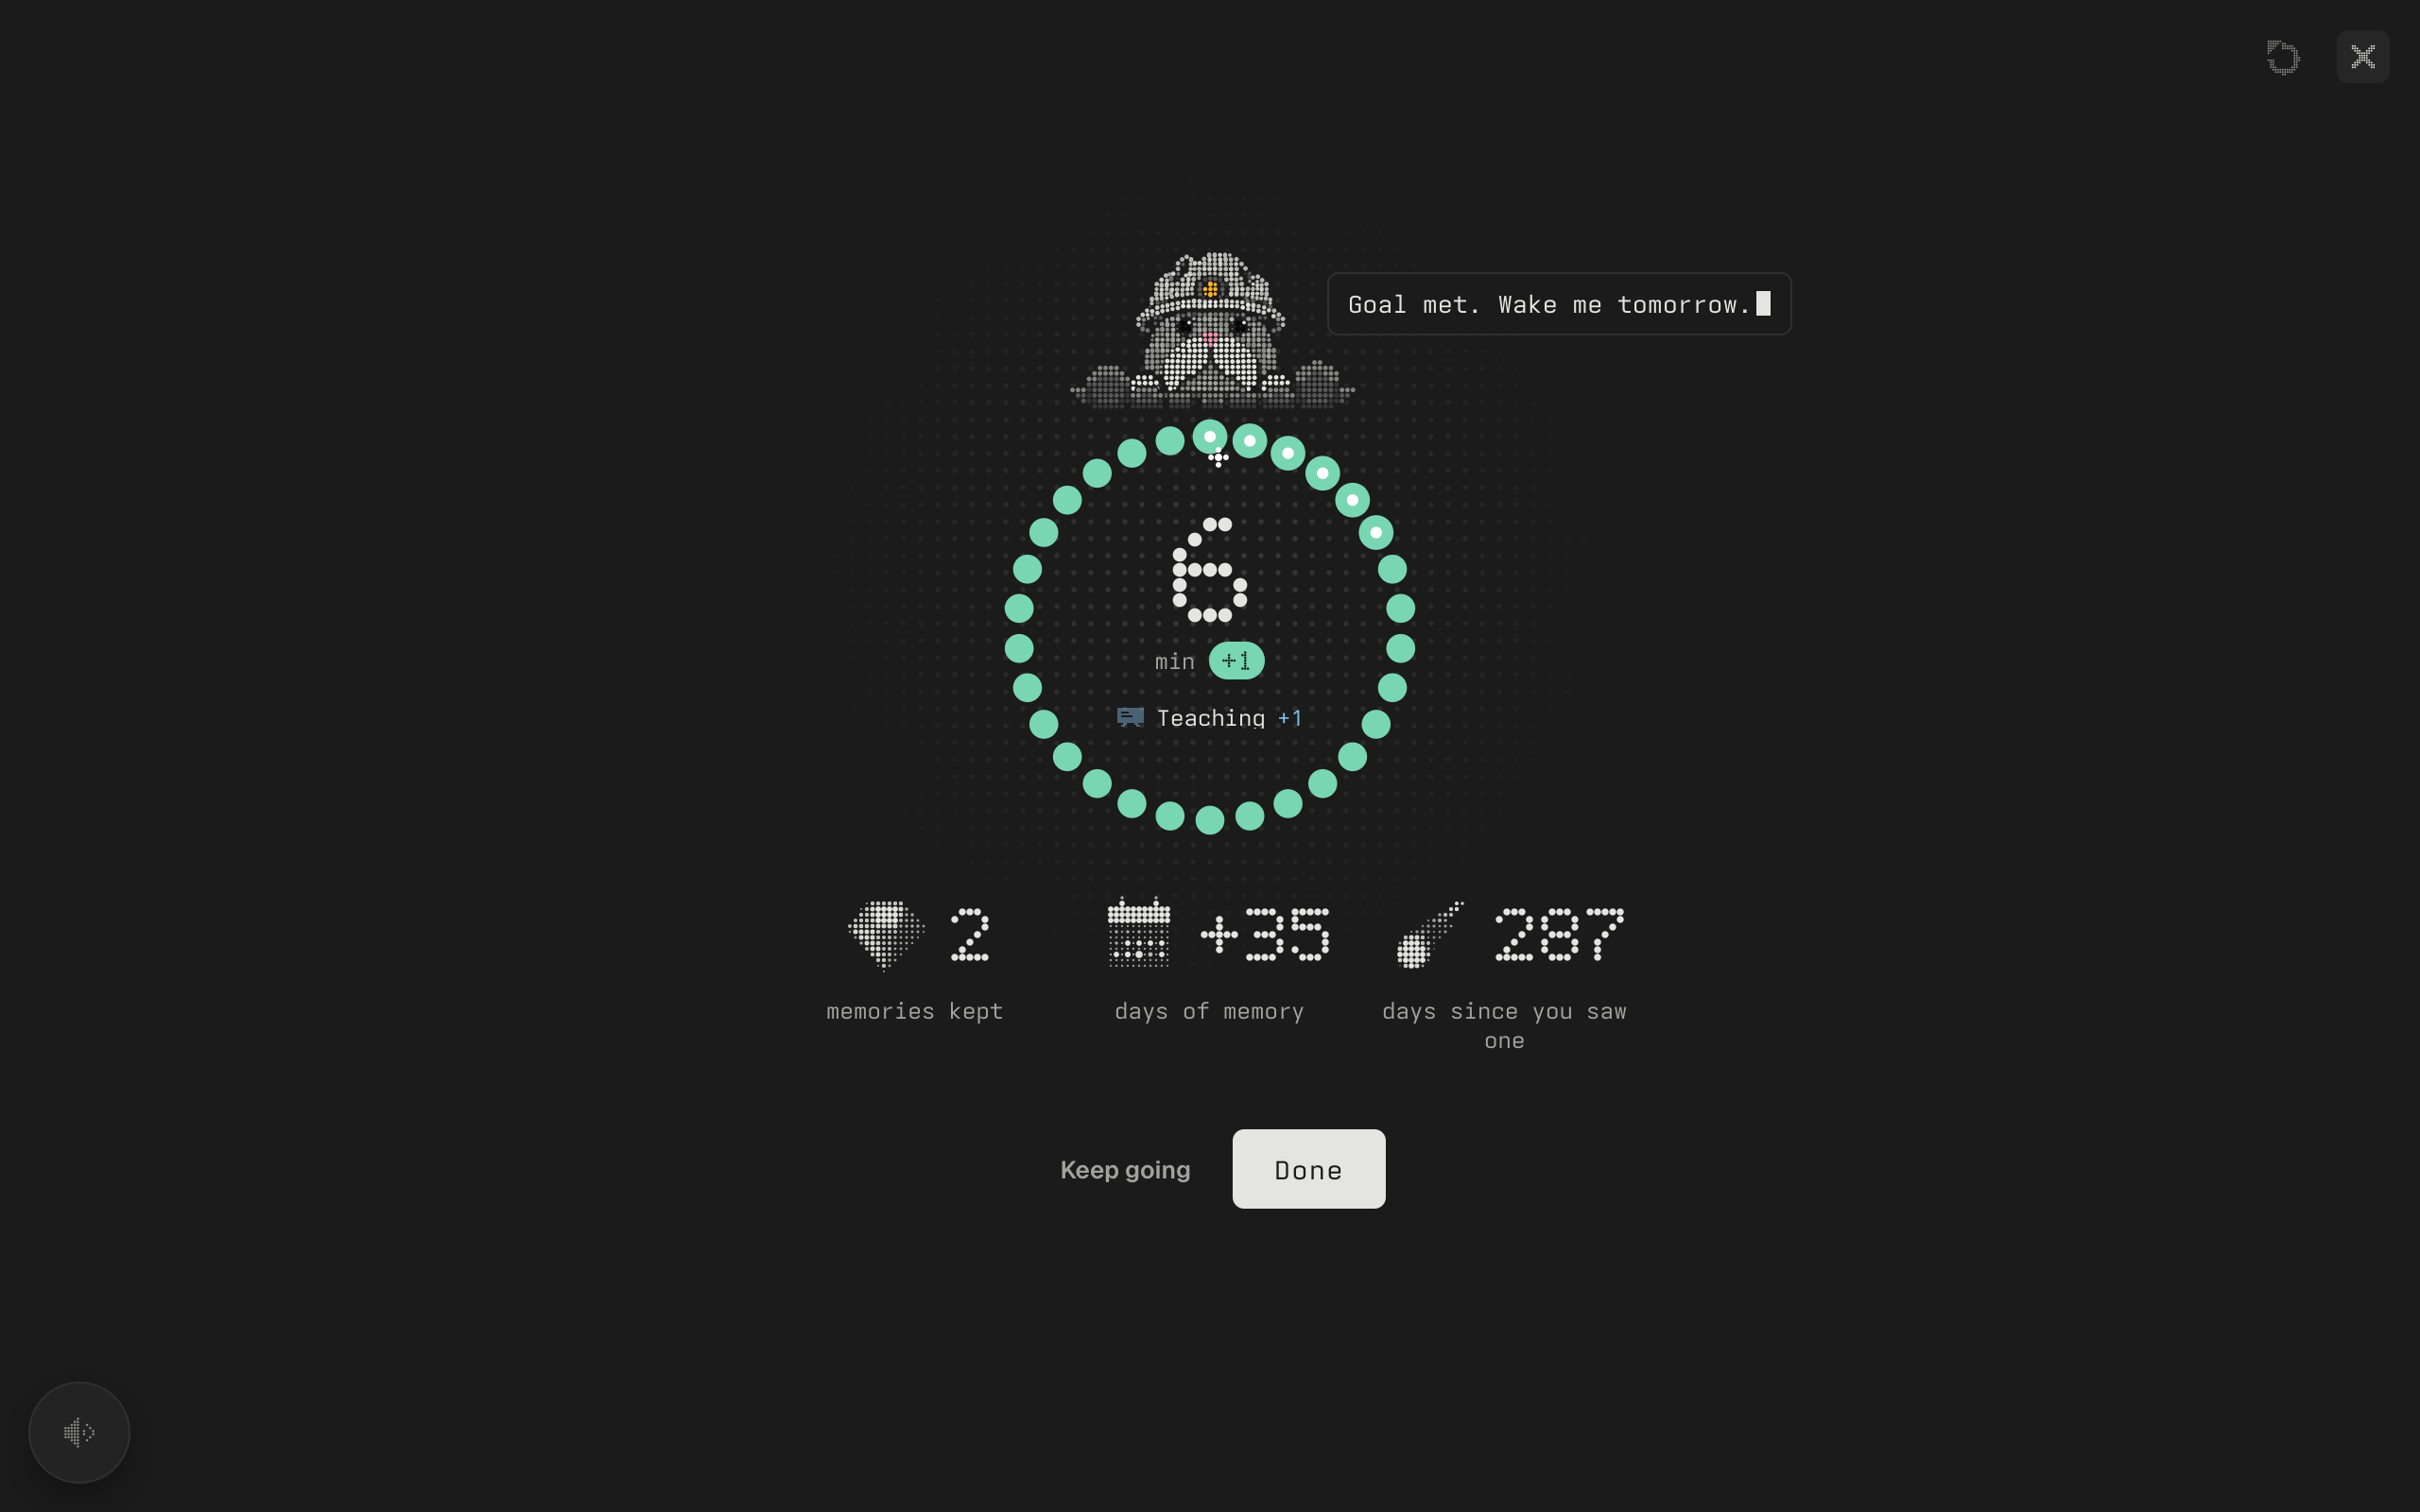 Goal met. Wake me tomorrow.
6
min +1
Teaching +1
2
+35
287
memories kept
days of memory
days since you saw
one
Keep going
Done